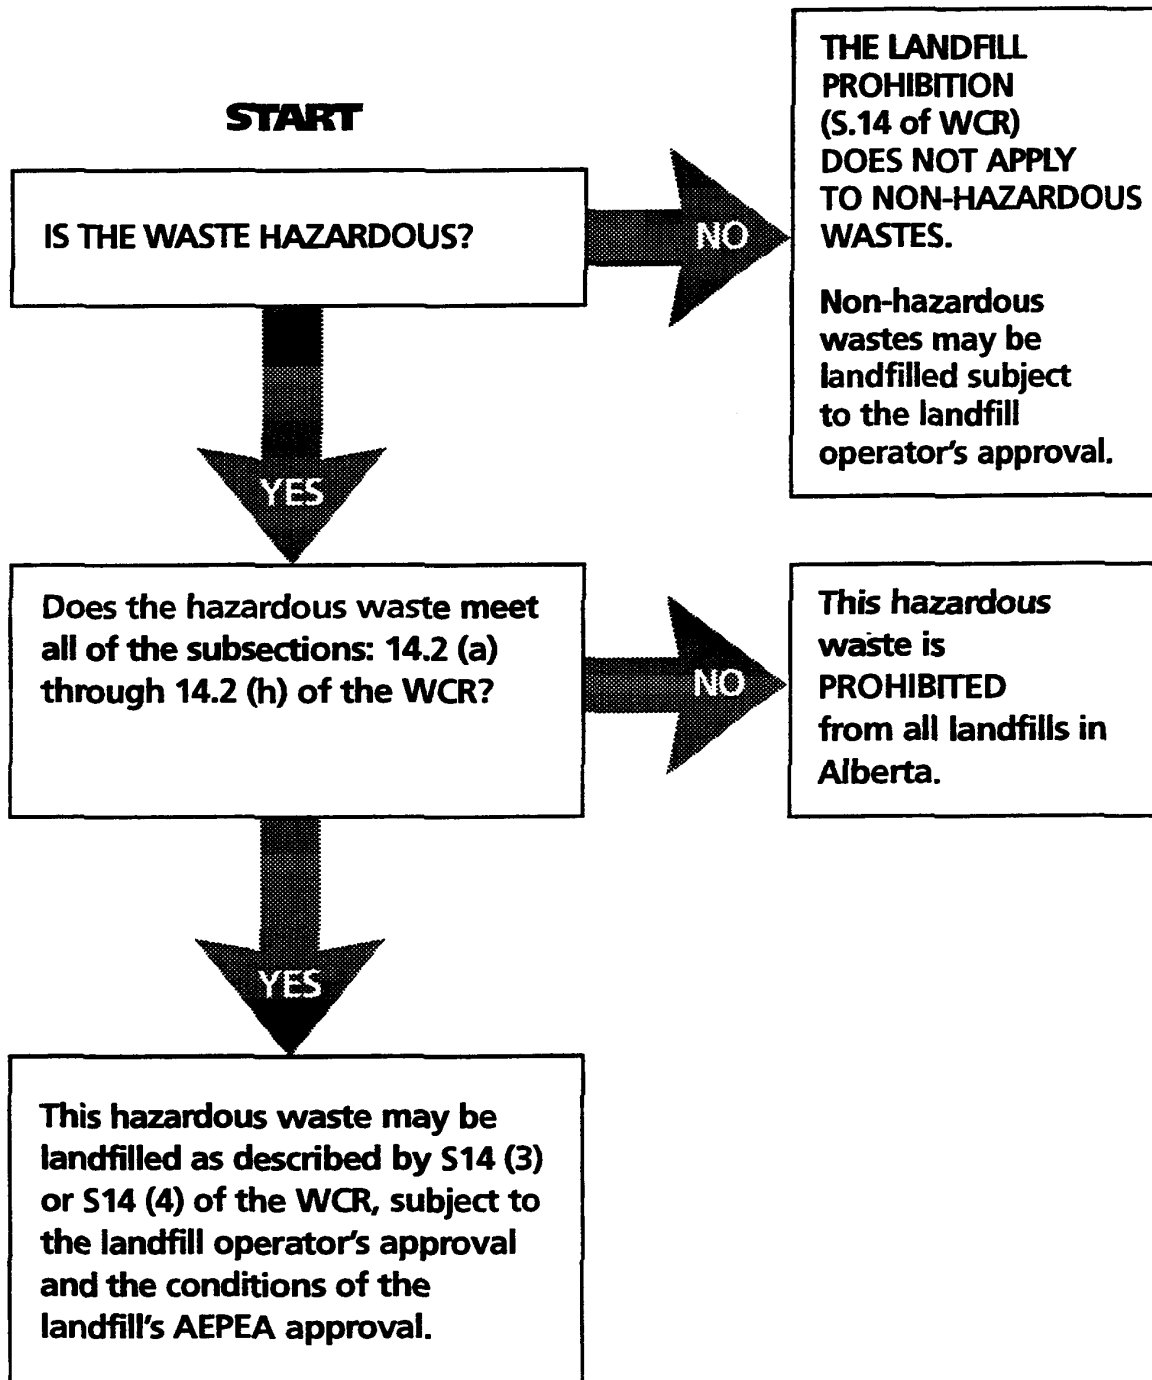 START
IS THE WASTE HAZARDOUS?
NO
THE LANDFILL
PROHIBITION
(S.14 of WCR)
DOES NOT APPLY
TO NON-HAZARDOUS
WASTES.
Non-hazardous
wastes may be
landfilled subject
to the landfill
operator's approval.
YES
Does the hazardous waste meet
all of the subsections: 14.2 (a)
through 14.2 (h) of the WCR?
NO
This hazardous
waste is
PROHIBITED
from all landfills in
Alberta.
YES
This hazardous waste may be
landfilled as described by S14 (3)
or S14 (4) of the WCR, subject to
the landfill operator's approval
and the conditions of the
landfill's AEPEA approval.